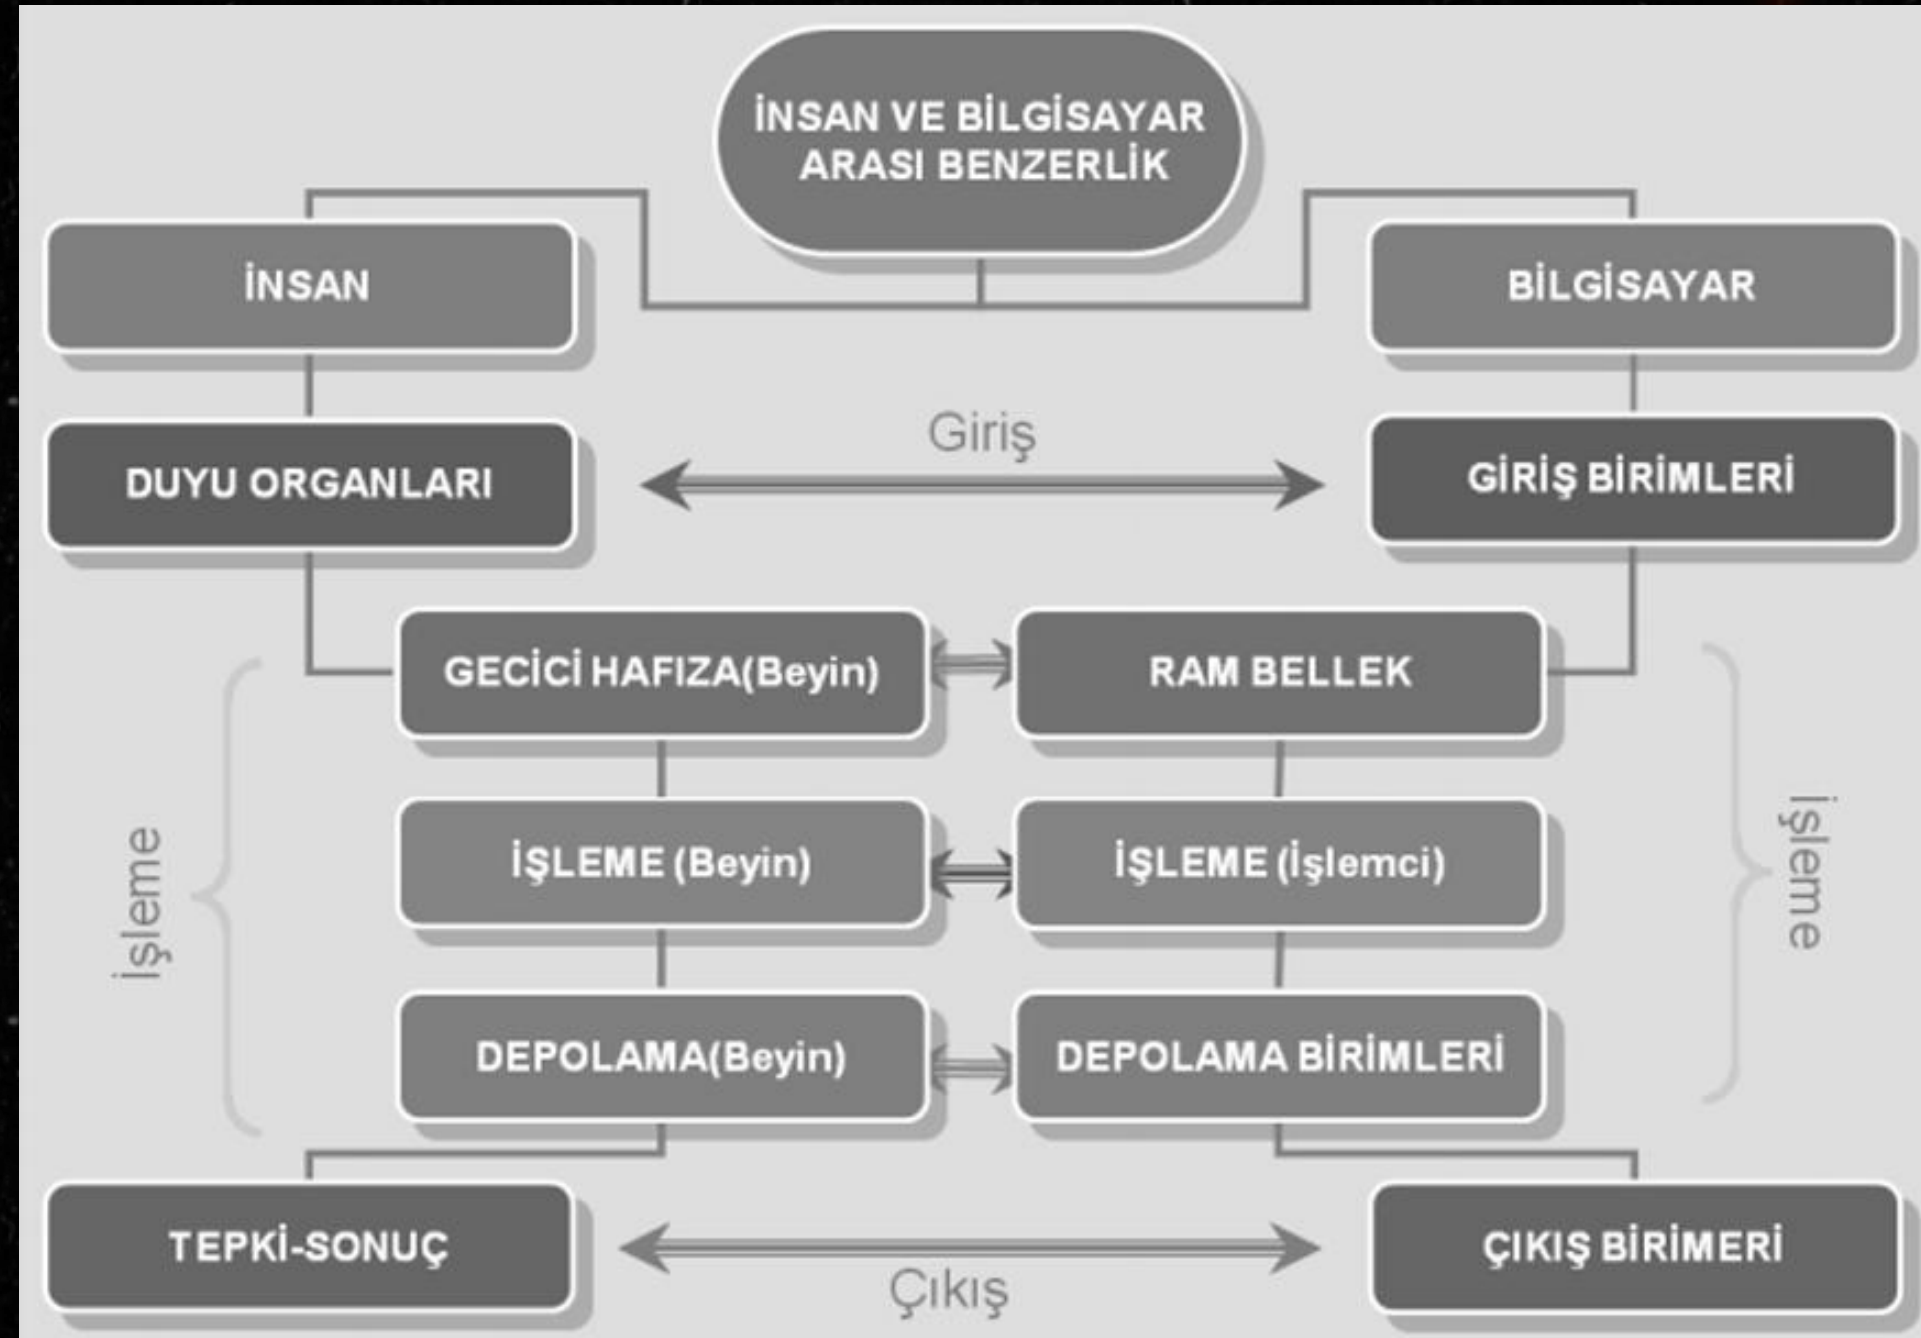 İNSAN VE BİLGİSAYAR
ARASI BENZERLİK
İNSAN
BİLGİSAYAR
DUYU ORGANLARI
Giriş
GİRİŞ BİRİMLERİ
GECİCİ HAFIZA(Beyin)
RAM BELLEK
İşleme
İŞLEME (Beyin)
İŞLEME (İşlemci)
İşleme
DEPOLAMA(Beyin)
DEPOLAMA BİRİMLERİ
TEPKİ-SONUÇ
Çıkış
ÇIKIŞ BİRİMERİ